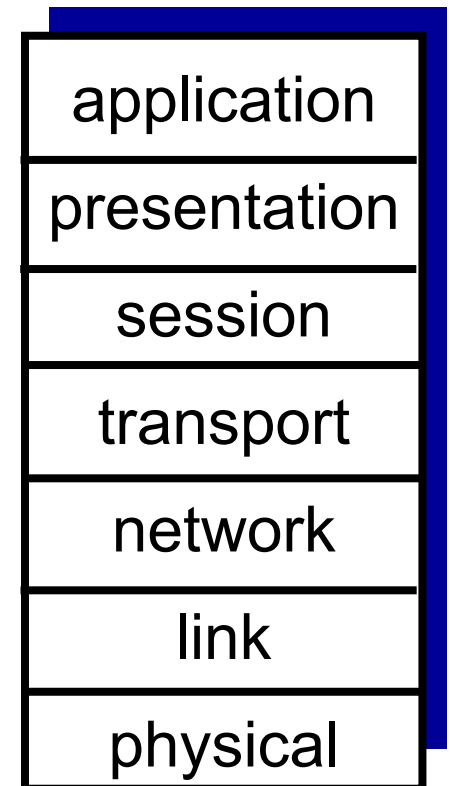 application
presentation
session
transport
network
link
physical